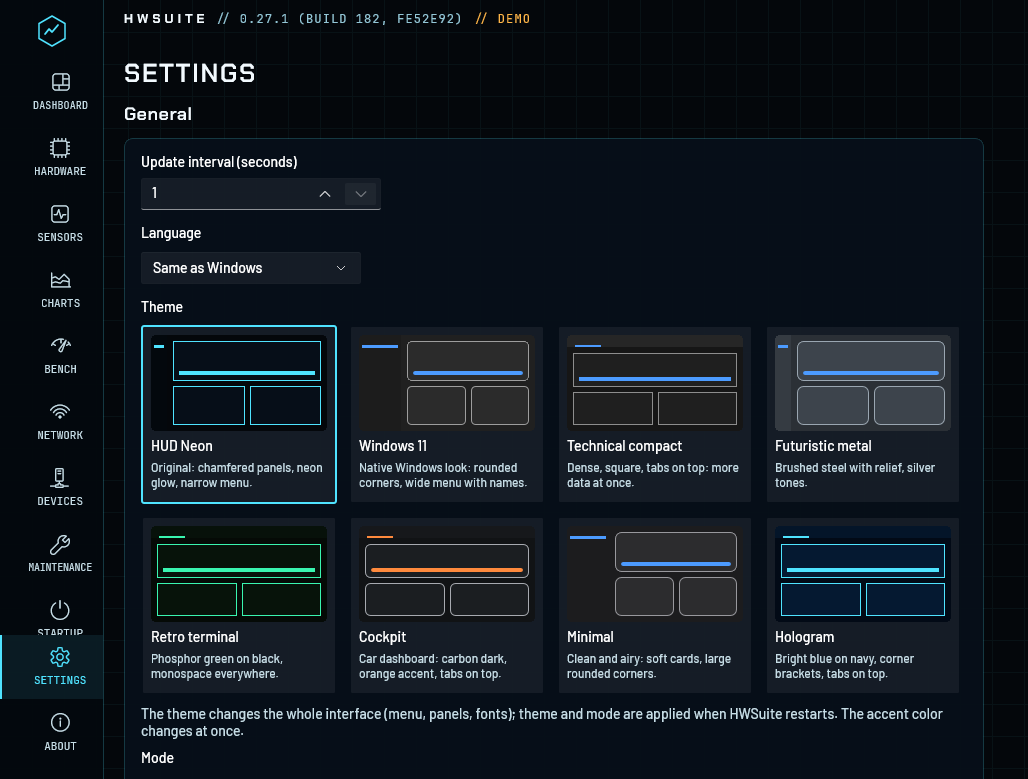 HWSUITE // 0.27.1 (BUILD 182, FE52E92) // DEMO
SETTINGS
General
DASHBOARD
HARDWARE
SENSORS
CHARTS
BENCH
NETWORK
DEVICES
MAINTENANCE
STARTUP
SETTINGS
ABOUT
Update interval (seconds)
1
Language
Same as Windows
Theme
HUD Neon
Original: chamfered panels, neon
glow, narrow menu.
Windows 11
Native Windows look: rounded
corners, wide menu with names.
Technical compact
Dense, square, tabs on top: more
data at once.
Futuristic metal
Brushed steel with relief, silver
tones.
Retro terminal
Phosphor green on black,
monospace everywhere.
Cockpit
Car dashboard: carbon dark,
orange accent, tabs on top.
Minimal
Clean and airy: soft cards, large
rounded corners.
Hologram
Bright blue on navy, corner
brackets, tabs on top.
The theme changes the whole interface (menu, panels, fonts); theme and mode are applied when HWSuite restarts. The accent color
changes at once.
Mode